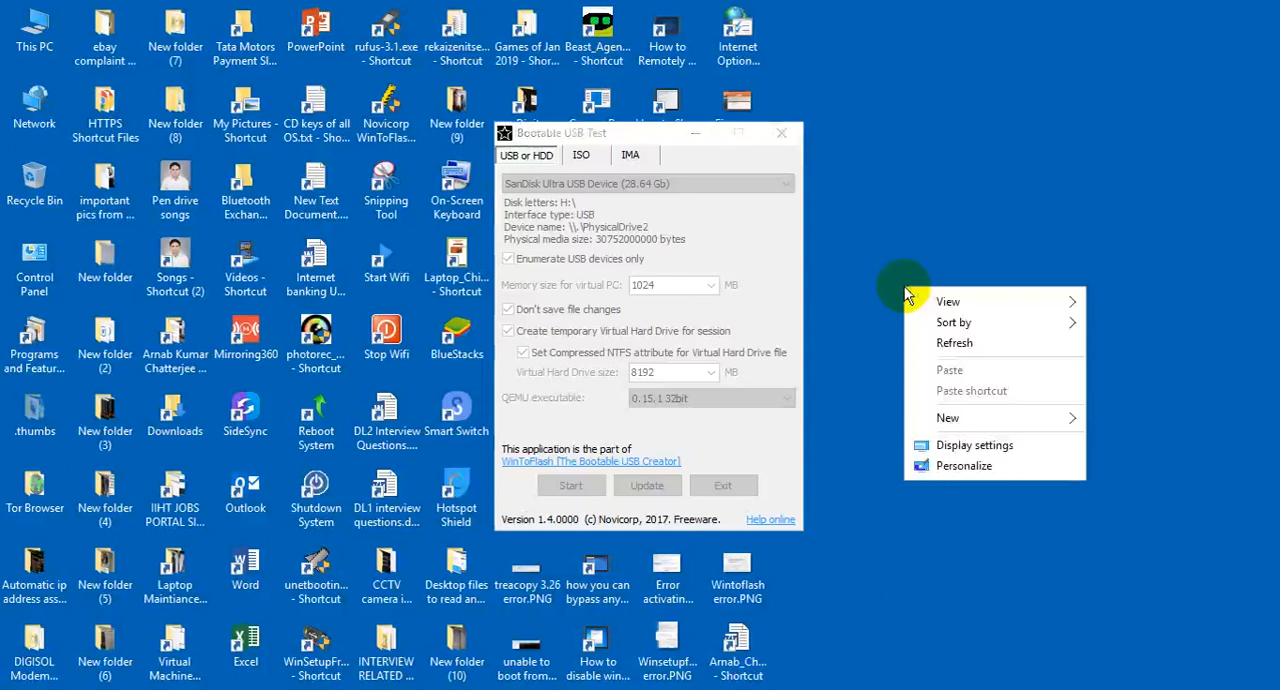 This PC
ebay
complaint ...
New folder
(7)
Tata Motors
Payment Sl...
PowerPoint
rufus-3.1.exe
- Shortcut
rekaizenitse...
- Shortcut
Games of Jan
2019 - Shor...
Beast_Agen...
- Shortcut
How to
Remotely ...
Internet
Option...
Network
HTTPS
Shortcut Files
New folder
(8)
My Pictures -
Shortcut
CD keys of all
OS.txt - Sho...
Novicorp
WinToFlas...
New folder
(9)
Recycle Bin
important
pics from ...
Pen drive
songs
Bluetooth
Exchan...
New Text
Document....
Snipping
Tool
On-Screen
Keyboard
Control
Panel
New folder
Songs -
Shortcut (2)
Videos -
Shortcut
Internet
banking U...
Start Wifi
Laptop_Chi...
- Shortcut
Programs
and Featur...
New folder
(2)
Arnab Kumar
Chatterjee ...
Mirroring360
photorec_...
- Shortcut
Stop Wifi
BlueStacks
.thumbs
New folder
(3)
Downloads
SideSync
Reboot
System
DL2 Interview
Questions....
Smart Switch
Tor Browser
New folder
(4)
IIHT JOBS
PORTAL SI...
Outlook
Shutdown
System
DL1 interview
questions.d...
Hotspot
Shield
Automatic ip
address ass...
New folder
(5)
Laptop
Maintiance...
Word
unetbootin...
- Shortcut
CCTV
camera i...
Desktop files
to read an...
treacopy 3.26
error.PNG
how you can
bypass any...
Error
activatin...
Wintoflash
error.PNG
DIGISOL
Modem...
New folder
(6)
Virtual
Machine...
Excel
WinSetupFr...
- Shortcut
INTERVIEW
RELATED ...
New folder
(10)
unable to
boot from...
How to
disable win...
Winsetupf...
error.PNG
Arnab_Ch...
- Shortcut
Bootable USB Test
USB or HDD
ISO
IMA
SanDisk Ultra USB Device (28.64 Gb)
Disk letters: H:\
Interface type: USB
Device name: \\.\PhysicalDrive2
Physical media size: 30752000000 bytes
Enumerate USB devices only
Memory size for virtual PC: 1024 MB
Don't save file changes
Create temporary Virtual Hard Drive for session
Set Compressed NTFS attribute for Virtual Hard Drive file
Virtual Hard Drive size: 8192 MB
QEMU executable: 0.15.1 32bit
This application is the part of
WinToFlash [The Bootable USB Creator]
Start
Update
Exit
Version 1.4.0000 (c) Novicorp, 2017. Freeware.
Help online
View
Sort by
Refresh
Paste
Paste shortcut
New
Display settings
Personalize